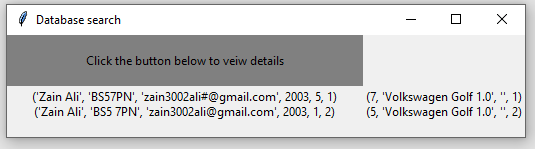 Database search
Click the button below to veiw details
('Zain Ali', 'BS57PN', 'zain3002ali#@gmail.com', 2003, 5, 1) (7, 'Volkswagen Golf 1.0', '', 1)
('Zain Ali', 'BS5 7PN', 'zain3002ali@gmail.com', 2003, 1, 2) (5, 'Volkswagen Golf 1.0', '', 2)